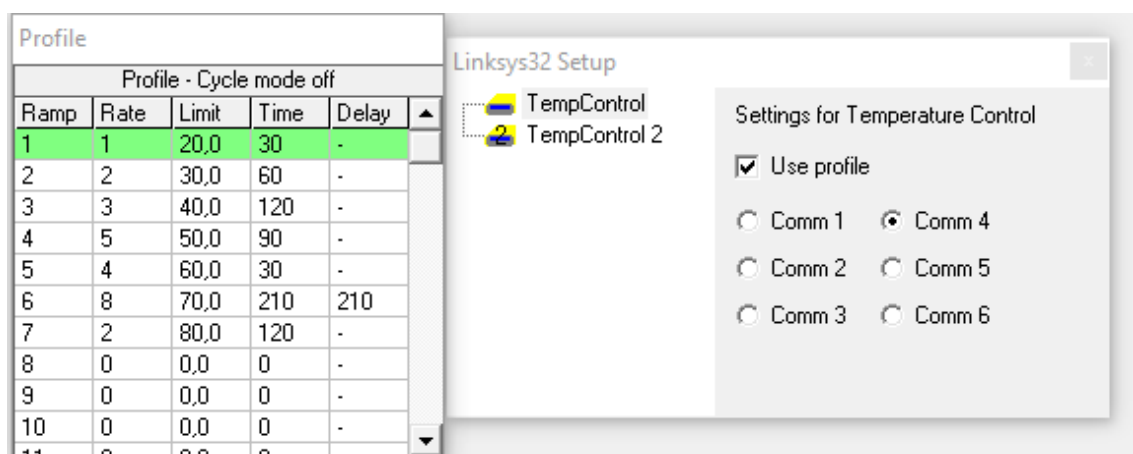 Profile
Profile - Cycle mode off
Ramp Rate Limit Time Delay
1 1 20,0 30 -
2 2 30,0 60 -
3 3 40,0 120 -
4 5 50,0 90 -
5 4 60,0 30 -
6 8 70,0 210 210
7 2 80,0 120 -
8 0 0,0 0 -
9 0 0,0 0 -
10 0 0,0 0 -
Linksys32 Setup
x
TempControl
2 TempControl 2
Settings for Temperature Control
Use profile
Comm 1 Comm 4
Comm 2 Comm 5
Comm 3 Comm 6